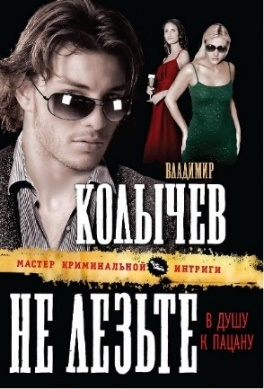 ВЛАДИМИР
КОЛЫЧЕВ
МАСТЕР КРИМИНАЛЬНОЙ ИНТРИГИ
НЕ ЛЕЗЬТЕ
В ДУШУ
К ПАЦАНУ